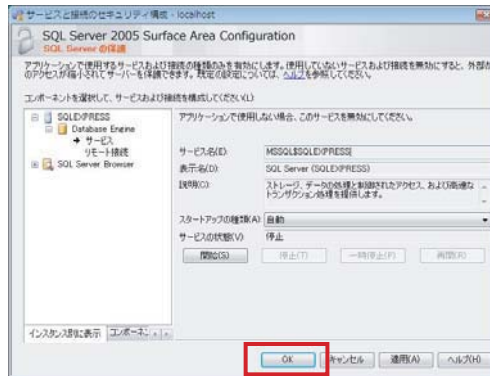 サービスと接続のセキュリティ構成 - localhost
SQL Server 2005 Surface Area Configuration
SQL Server の保護
アプリケーションで使用するサービスおよび接続の種類のみを有効にします。使用していないサービスおよび接続を無効にすると、外部か
のアクセスが縮小されてサーバーを保護できます。既定の設定については、ヘルプを参照してください。
コンポーネントを選択して、サービスおよび接続を構成してください(L)
SQLEXPRESS
Database Engine
サービス
リモート接続
SQL Server Browser
アプリケーションで使用しない場合、このサービスを無効にしてください。
サービス名(E) MSSQL$SQLEXPRESS
表示名(D): SQL Server (SQLEXPRESS)
説明(C): ストレージ、データの処理と制御されたアクセス、および高速な
トランザクション処理を提供します。
スタートアップの種類(A) 自動
サービスの状態(V) 停止
開始(S) 停止(T) 一時停止(P) 再開(R)
インスタンス別に表示 コンポーネン
OK キャンセル 適用(A) ヘルプ(H)